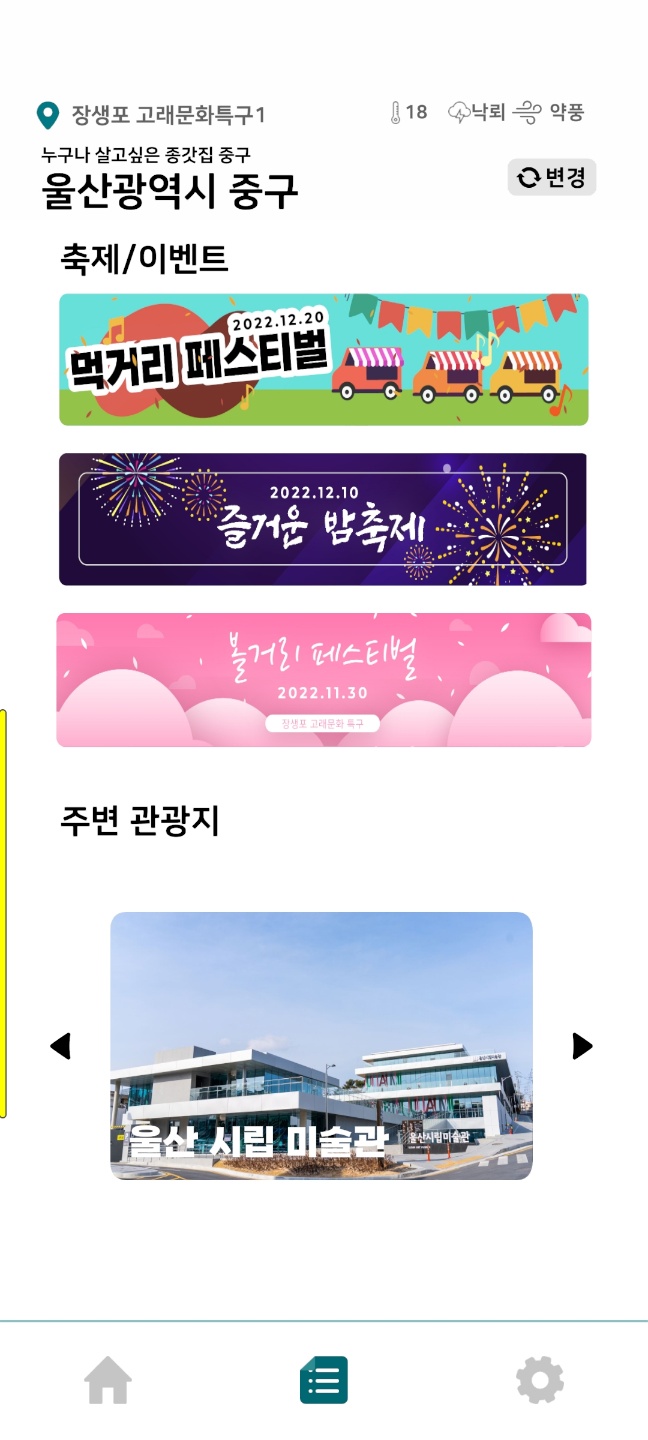 장생포 고래문화특구1
18 낙뢰 약풍
누구나 살고싶은 종갓집 중구
울산광역시 중구
변경
축제/이벤트
2022.12.20
먹거리 페스티벌
2022.12.10
즐거운 밤축제
볼거리 페스티벌
2022.11.30
장생포 고래문화 특구
주변 관광지
울산 시립 미술관
울산시립미술관